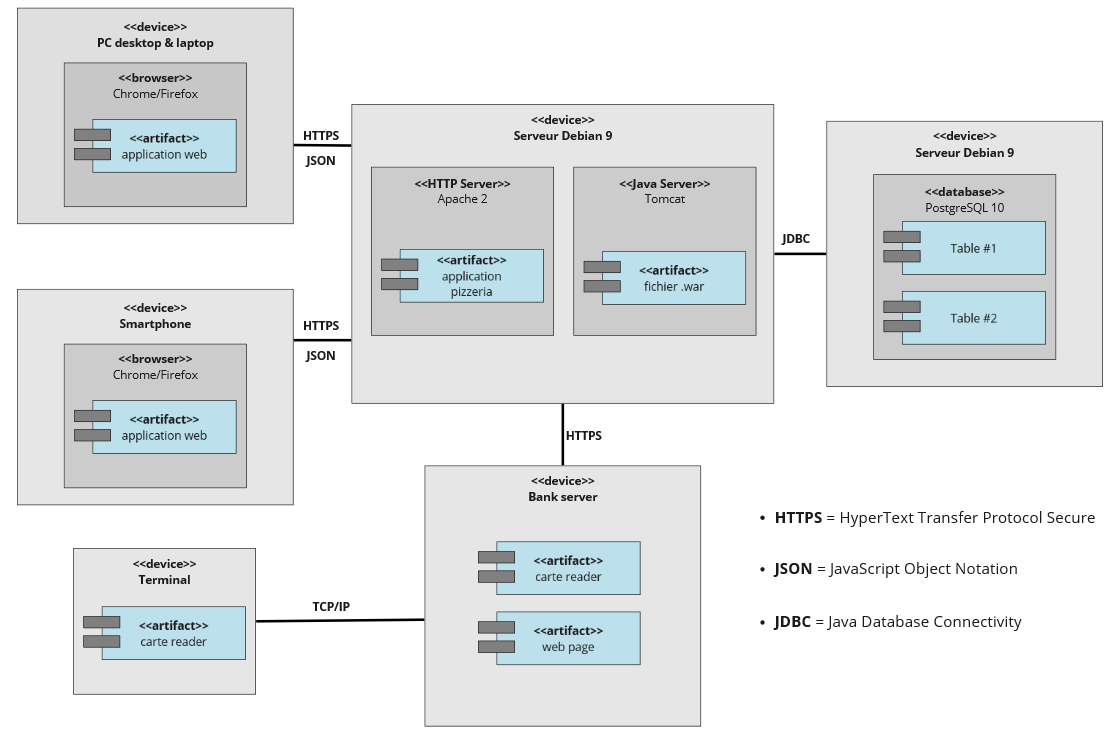 <<device>>
PC desktop & laptop
<<browser>>
Chrome/Firefox
<<artifact>>
application web
HTTPS
JSON
<<device>>
Smartphone
<<browser>>
Chrome/Firefox
<<artifact>>
application web
HTTPS
JSON
<<device>>
Serveur Debian 9
<<HTTP Server>>
Apache 2
<<artifact>>
application
pizzeria
<<Java Server>>
Tomcat
<<artifact>>
fichier .war
JDBC
<<device>>
Serveur Debian 9
<<database>>
PostgreSQL 10
Table #1
Table #2
HTTPS
<<device>>
Bank server
<<artifact>>
carte reader
<<artifact>>
web page
<<device>>
Terminal
<<artifact>>
carte reader
TCP/IP
• HTTPS = HyperText Transfer Protocol Secure
• JSON = JavaScript Object Notation
• JDBC = Java Database Connectivity